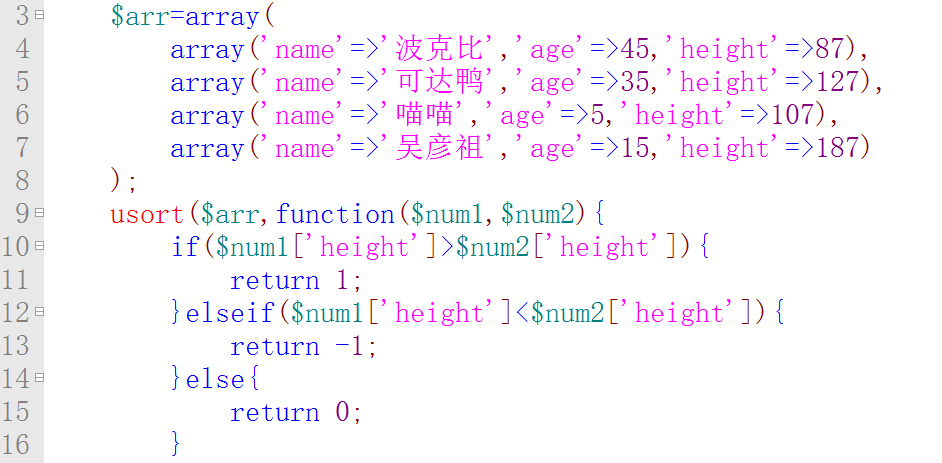 3 $arr=array(
4 array('name'=>'波克比','age'=>45,'height'=>87),
5 array('name'=>'可达鸭','age'=>35,'height'=>127),
6 array('name'=>'喵喵','age'=>5,'height'=>107),
7 array('name'=>'吴彦祖','age'=>15,'height'=>187)
8 );
9 usort($arr,function($num1,$num2){
10 if($num1['height']>$num2['height']){
11 return 1;
12 }elseif($num1['height']<$num2['height']){
13 return -1;
14 }else{
15 return 0;
16 }